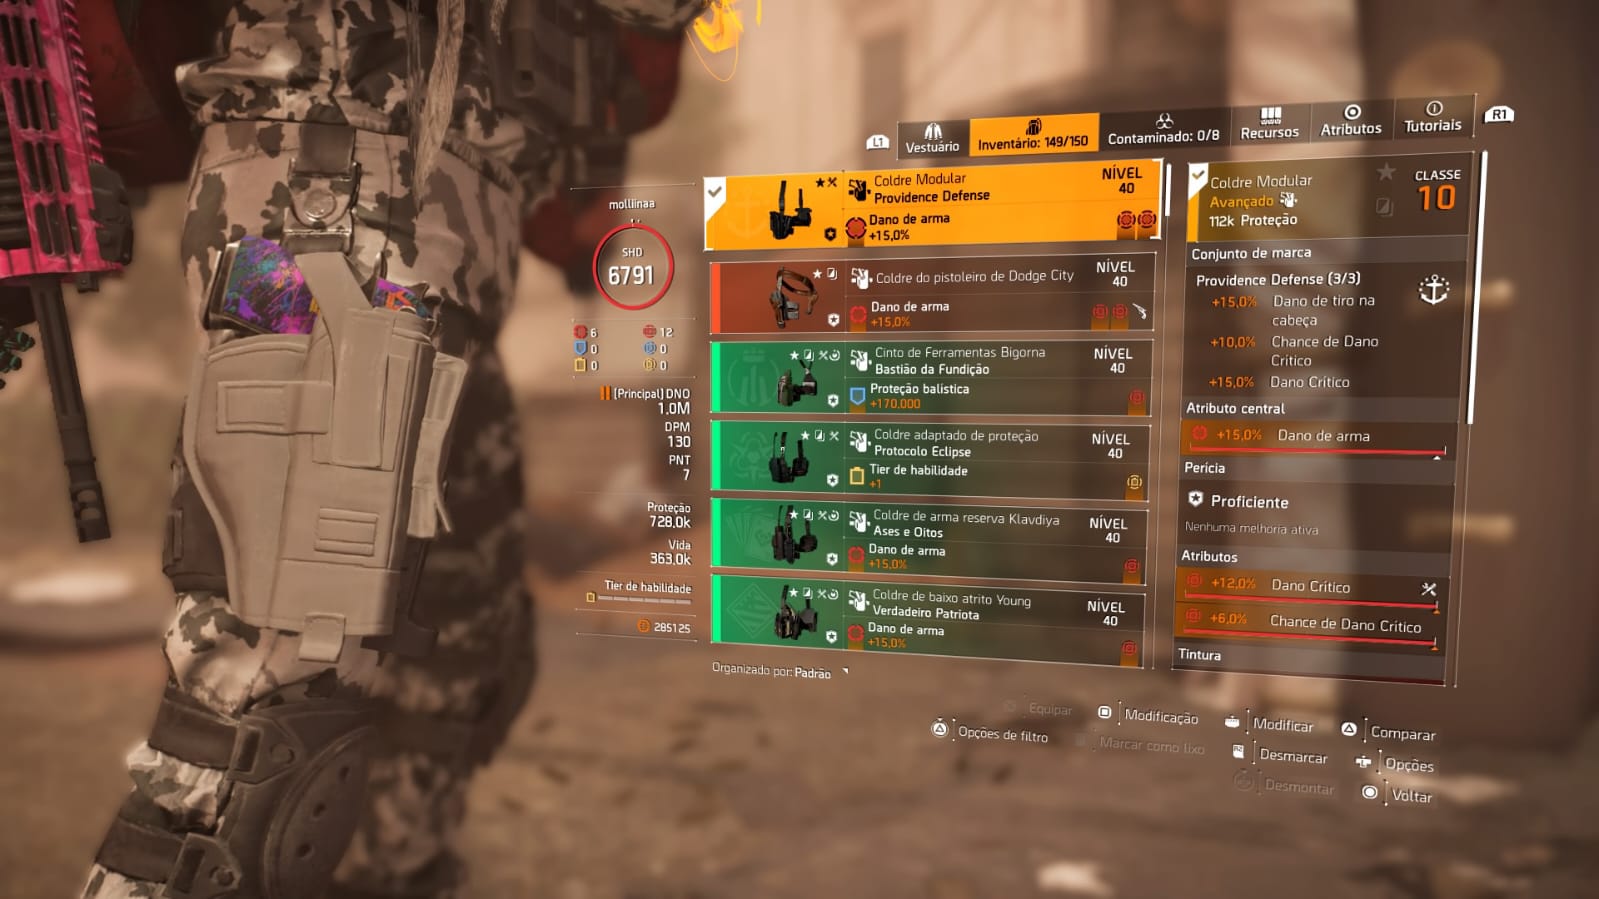 L1
Vestuário
Inventário: 149/150
Contaminado: 0/8
Recursos
Atributos
Tutoriais
R1
molliinaa
SHD
6791
6
12
0
0
0
0
[Principal] DNO
1.0M
DPM
130
PNT
7
Proteção
728.0k
Vida
363.0k
Tier de habilidade
285125
Coldre Modular
Providence Defense
NÍVEL
40
Dano de arma
+15,0%
Coldre do pistoleiro de Dodge City
NÍVEL
40
Dano de arma
+15,0%
Cinto de Ferramentas Bigorna
Bastião da Fundição
NÍVEL
40
Proteção balística
+170.000
Coldre adaptado de proteção
Protocolo Eclipse
NÍVEL
40
Tier de habilidade
+1
Coldre de arma reserva Klavdiya
Ases e Oitos
NÍVEL
40
Dano de arma
+15,0%
Coldre de baixo atrito Young
Verdadeiro Patriota
NÍVEL
40
Dano de arma
+15,0%
Organizado por: Padrão
Coldre Modular
Avançado
112k Proteção
CLASSE
10
Conjunto de marca
Providence Defense (3/3)
+15,0% Dano de tiro na
cabeça
+10,0% Chance de Dano
Crítico
+15,0% Dano Crítico
Atributo central
+15,0% Dano de arma
Perícia
Proficiente
Nenhuma melhoria ativa
Atributos
+12,0% Dano Crítico
+6,0% Chance de Dano Crítico
Tintura
Equipar
Modificação
Modificar
Comparar
Opções de filtro
Marcar como lixo
Desmarcar
Opções
Desmontar
Voltar